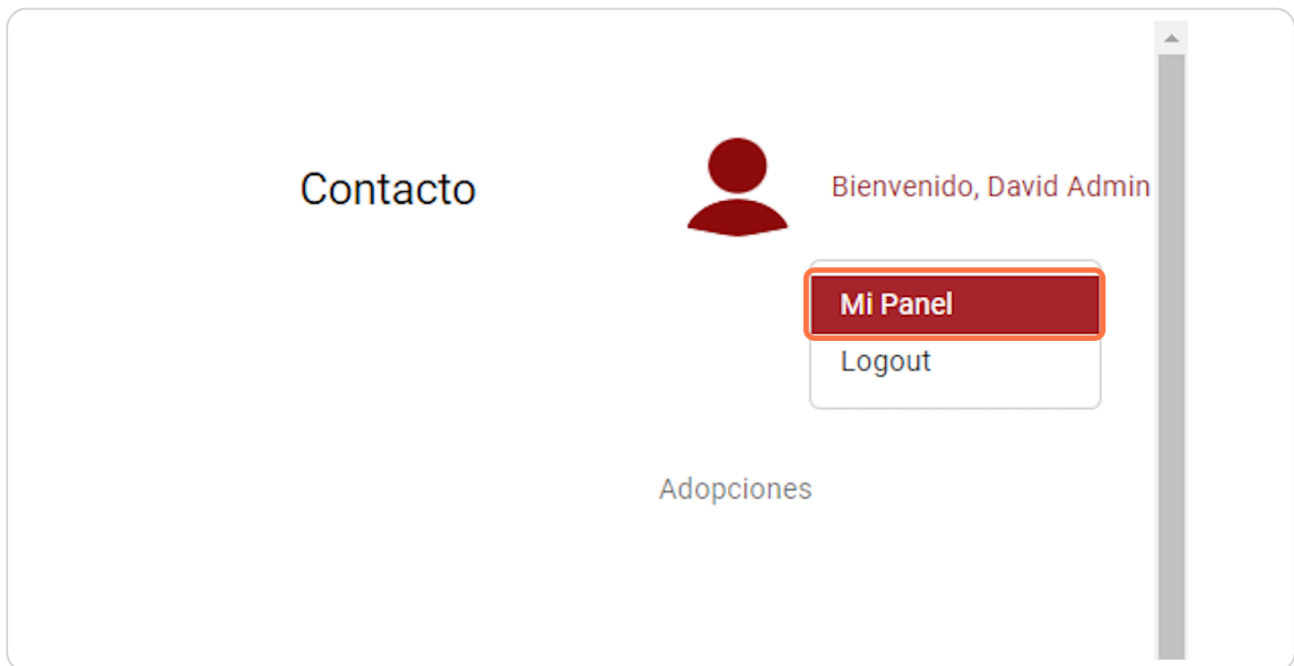 Contacto
Bienvenido, David Admin
Mi Panel
Logout
Adopciones